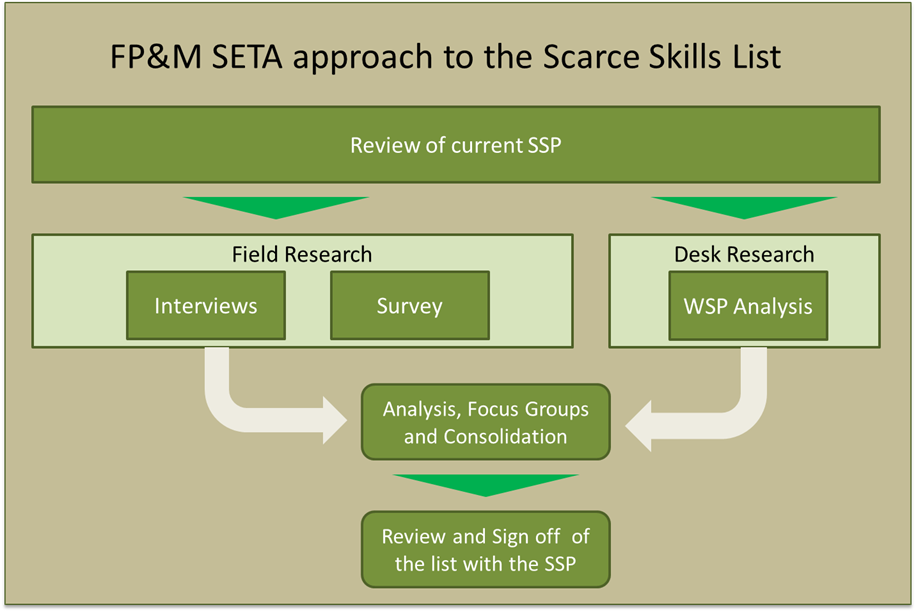 FP&M SETA approach to the Scarce Skills List
Review of current SSP
Field Research
Interviews
Survey
Desk Research
WSP Analysis
Analysis, Focus Groups
and Consolidation
Review and Sign off of
the list with the SSP